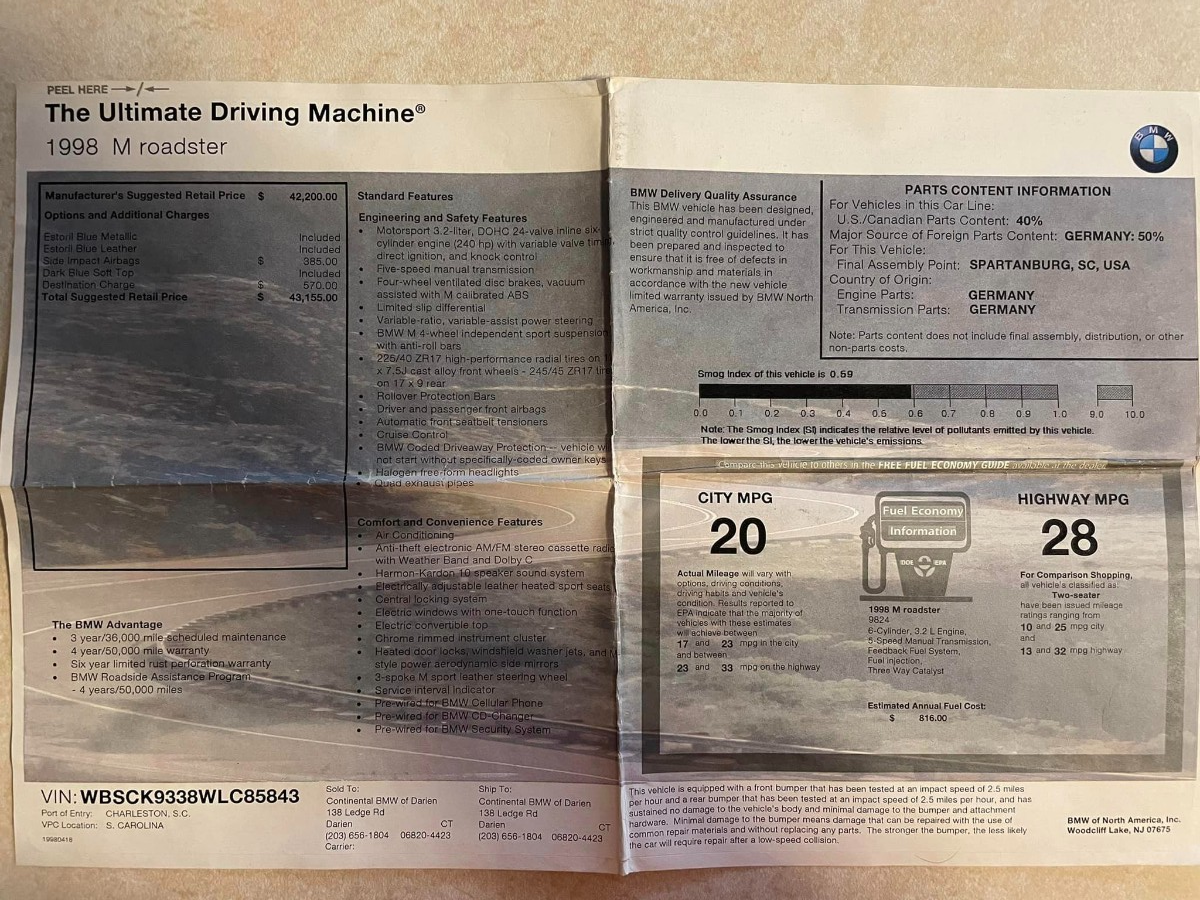 PEEL HERE
The Ultimate Driving Machine®
1998 M roadster
BMW
Manufacturer's Suggested Retail Price $ 42,200.00
Options and Additional Charges
Estoril Blue Metallic Included
Estoril Blue Leather Included
Side Impact Airbags $ 385.00
Dark Blue Soft Top Included
Destination Charge $ 570.00
Total Suggested Retail Price $ 43,155.00
The BMW Advantage
• 3 year/36,000 mile scheduled maintenance
• 4 year/50,000 mile warranty
• Six year limited rust perforation warranty
• BMW Roadside Assistance Program
- 4 years/50,000 miles
Standard Features
Engineering and Safety Features
• Motorsport 3.2-liter, DOHC 24-valve inline six-
cylinder engine (240 hp) with variable valve timin
direct ignition, and knock control
• Five-speed manual transmission
• Four-wheel ventilated disc brakes, vacuum
assisted with M calibrated ABS
• Limited slip differential
• Variable-ratio, variable-assist power steering
• BMW M 4-wheel independent sport suspension
with anti-roll bars
• 225/40 ZR17 high-performance radial tires on 1
x 7.5J cast alloy front wheels - 245/45 ZR17 tire
on 17 x 9 rear
• Rollover Protection Bars
• Driver and passenger front airbags
• Automatic front seatbelt tensioners
• Cruise Control
• BMW Coded Driveaway Protection-- vehicle w
not start without specifically-coded owner keys
• Halogen free-form headlights
• Quad exhaust pipes
Comfort and Convenience Features
• Air Conditioning
• Anti-theft electronic AM/FM stereo cassette radio
with Weather Band and Dolby C
• Harmon-Kardon 10 speaker sound system
• Electrically adjustable leather heated sport seats
• Central locking system
• Electric windows with one-touch function
• Electric convertible top
• Chrome rimmed instrument cluster
• Heated door locks, windshield washer jets, and M
style power aerodynamic side mirrors
• 3-spoke M sport leather steering wheel
• Service interval indicator
• Pre-wired for BMW Cellular Phone
• Pre-wired for BMW CD-Changer
• Pre-wired for BMW Security System
BMW Delivery Quality Assurance
This BMW vehicle has been designed,
engineered and manufactured under
strict quality control guidelines. It has
been prepared and inspected to
ensure that it is free of defects in
workmanship and materials in
accordance with the new vehicle
limited warranty issued by BMW North
America, Inc.
PARTS CONTENT INFORMATION
For Vehicles in this Car Line:
U.S./Canadian Parts Content: 40%
Major Source of Foreign Parts Content: GERMANY: 50%
For This Vehicle:
Final Assembly Point: SPARTANBURG, SC, USA
Country of Origin:
Engine Parts: GERMANY
Transmission Parts: GERMANY
Note: Parts content does not include final assembly, distribution, or other
non-parts costs.
Smog Index of this vehicle is 0.59
0.0 0.1 0.2 0.3 0.4 0.5 0.6 0.7 0.8 0.9 1.0 9.0 10.0
Note: The Smog Index (SI) indicates the relative level of pollutants emitted by this vehicle.
The lower the SI, the lower the vehicle's emissions.
Compare this vehicle to others in the FREE FUEL ECONOMY GUIDE available at the dealer.
CITY MPG
20
Fuel Economy
Information
DOE EPA
HIGHWAY MPG
28
Actual Mileage will vary with
options, driving conditions,
driving habits and vehicle's
condition. Results reported to
EPA indicate that the majority of
vehicles with these estimates
will achieve between
17 and 23 mpg in the city
and between
23 and 33 mpg on the highway
1998 M roadster
9824
6-Cylinder, 3.2 L Engine,
5-Speed Manual Transmission,
Feedback Fuel System,
Fuel Injection,
Three Way Catalyst
Estimated Annual Fuel Cost:
$ 816.00
For Comparison Shopping,
all vehicle's classified as:
Two-seater
have been issued mileage
ratings ranging from
10 and 25 mpg city
and
13 and 32 mpg highway
VIN: WBSCK9338WLC85843
Port of Entry: CHARLESTON, S.C.
VPC Location: S. CAROLINA
19980416
Sold To:
Continental BMW of Darien
138 Ledge Rd
Darien CT
(203) 656-1804 06820-4423
Carrier:
Ship To:
Continental BMW of Darien
138 Ledge Rd
Darien CT
(203) 656-1804 06820-4423
This vehicle is equipped with a front bumper that has been tested at an impact speed of 2.5 miles
per hour and a rear bumper that has been tested at an impact speed of 2.5 miles per hour, and has
sustained no damage to the vehicle's body and minimal damage to the bumper and attachment
hardware. Minimal damage to the bumper means damage that can be repaired with the use of
common repair materials and without replacing any parts. The stronger the bumper, the less likely
the car will require repair after a low-speed collision.
BMW of North America, Inc.
Woodcliff Lake, NJ 07675